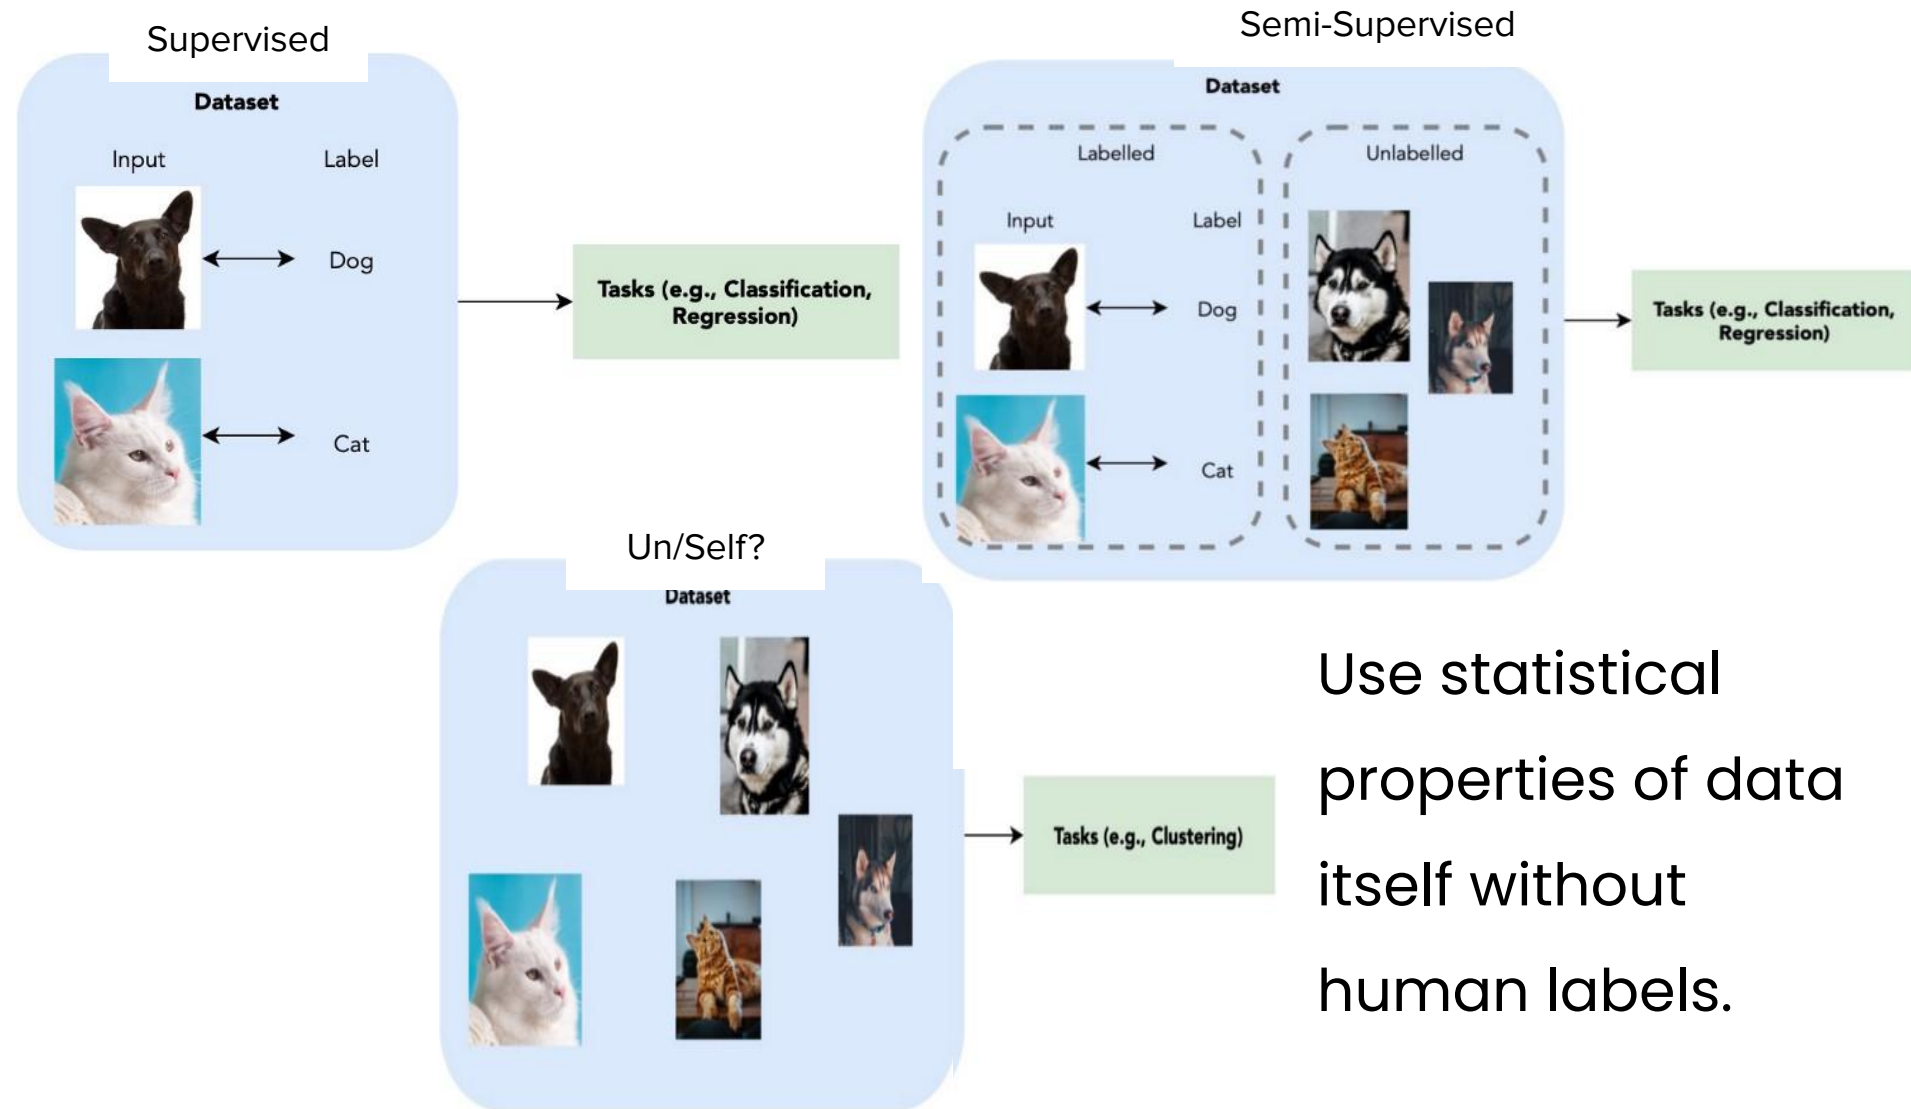 Supervised
Dataset
Input
Label
Dog
Cat
Tasks (e.g., Classification,
Regression)
Semi-Supervised
Dataset
Labelled
Unlabelled
Input
Label
Dog
Cat
Tasks (e.g., Classification,
Regression)
Un/Self?
Dataset
Tasks (e.g., Clustering)
Use statistical
properties of data
itself without
human labels.